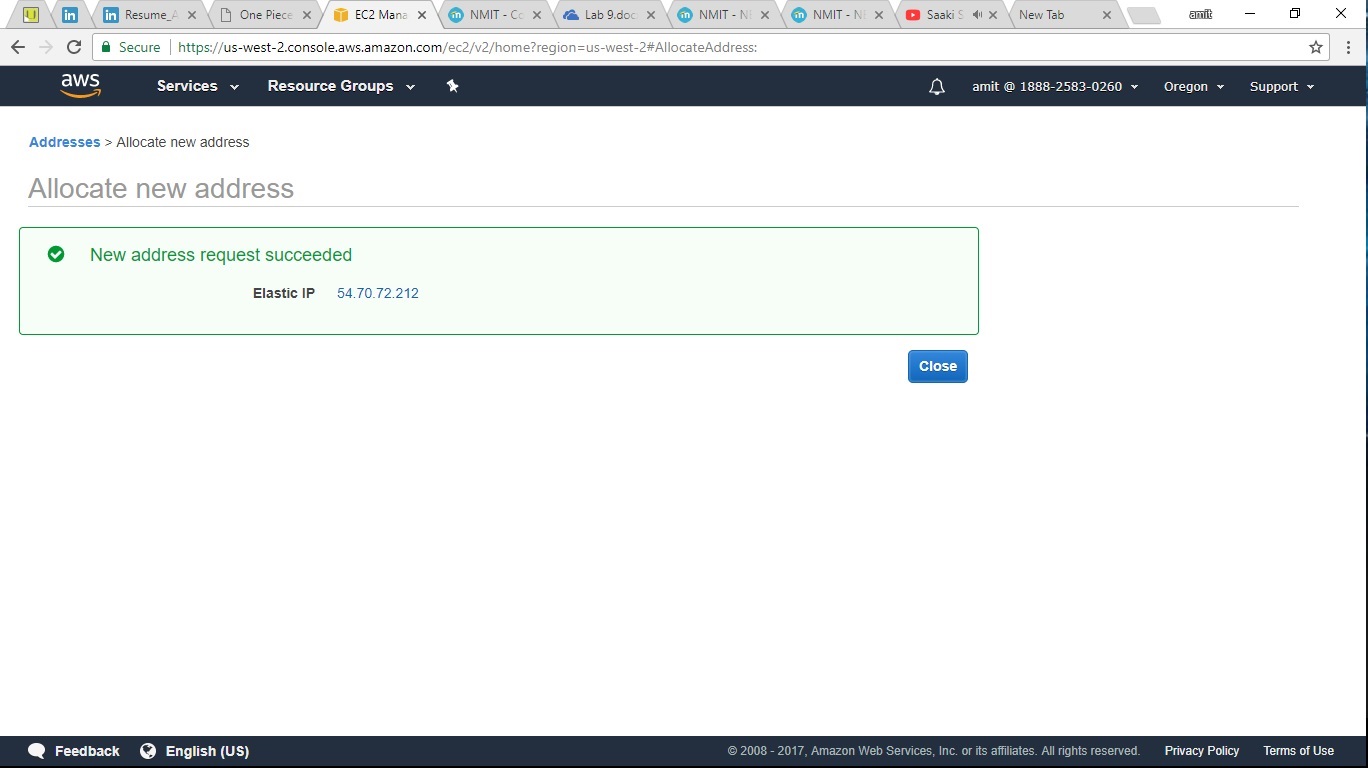 Resume_A
One Piece
EC2 Mana
NMIT - Co
Lab 9.doc
NMIT - NE
NMIT - NE
Saaki S
New Tab
amit
Secure
https://us-west-2.console.aws.amazon.com/ec2/v2/home?region=us-west-2#AllocateAddress:
aws Services Resource Groups amit @ 1888-2583-0260 Oregon Support
Addresses > Allocate new address
Allocate new address
New address request succeeded
Elastic IP 54.70.72.212
Close
Feedback English (US) © 2008 - 2017, Amazon Web Services, Inc. or its affiliates. All rights reserved. Privacy Policy Terms of Use